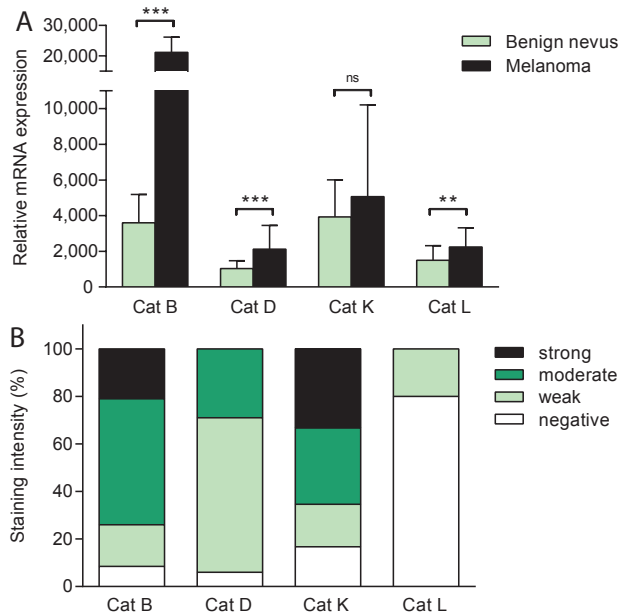 A
Relative mRNA expression
30,000
20,000
10,000
8,000
6,000
4,000
2,000
0
***
***
ns
**
Benign nevus
Melanoma
Cat B Cat D Cat K Cat L
B
Staining intensity (%)
100
80
60
40
20
0
strong
moderate
weak
negative
Cat B Cat D Cat K Cat L